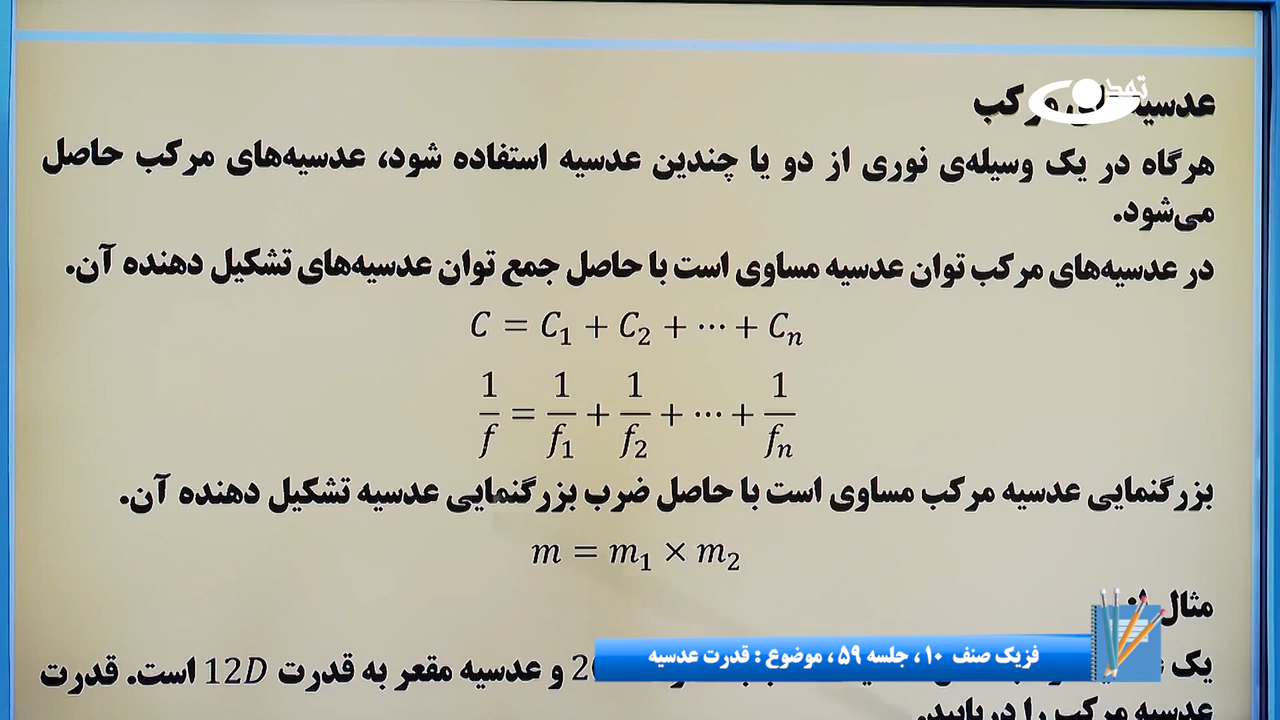 تمدن
عدسیه‌های مرکب
هرگاه در یک وسیله‌ی نوری از دو یا چندین عدسیه استفاده شود، عدسیه‌های مرکب حاصل
می‌شود.
در عدسیه‌های مرکب توان عدسیه مساوی است با حاصل جمع توان عدسیه‌های تشکیل دهنده آن.
C = C₁ + C₂ + ⋯ + Cₙ
1/f = 1/f₁ + 1/f₂ + ⋯ + 1/fₙ
بزرگنمایی عدسیه مرکب مساوی است با حاصل ضرب بزرگنمایی عدسیه تشکیل دهنده آن.
m = m₁ × m₂
مثال
یک و عدسیه مقعر به قدرت 12D است. قدرت
عدسیه مرکب را دریابید.
فزیک صنف ۱۰، جلسه ۵۹، موضوع: قدرت عدسیه